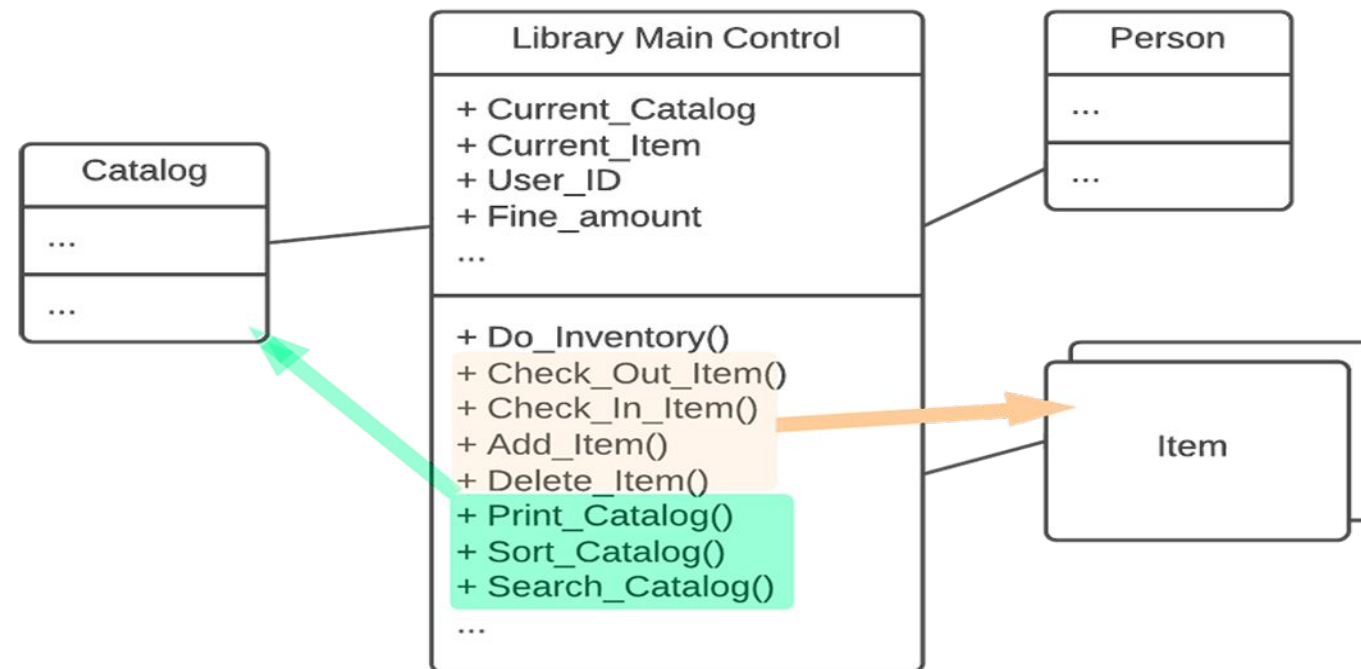 Library Main Control
+ Current_Catalog
+ Current_Item
+ User_ID
+ Fine_amount
...
+ Do_Inventory()
+ Check_Out_Item()
+ Check_In_Item()
+ Add_Item()
+ Delete_Item()
+ Print_Catalog()
+ Sort_Catalog()
+ Search_Catalog()
...
Catalog
...
...
Person
...
...
Item